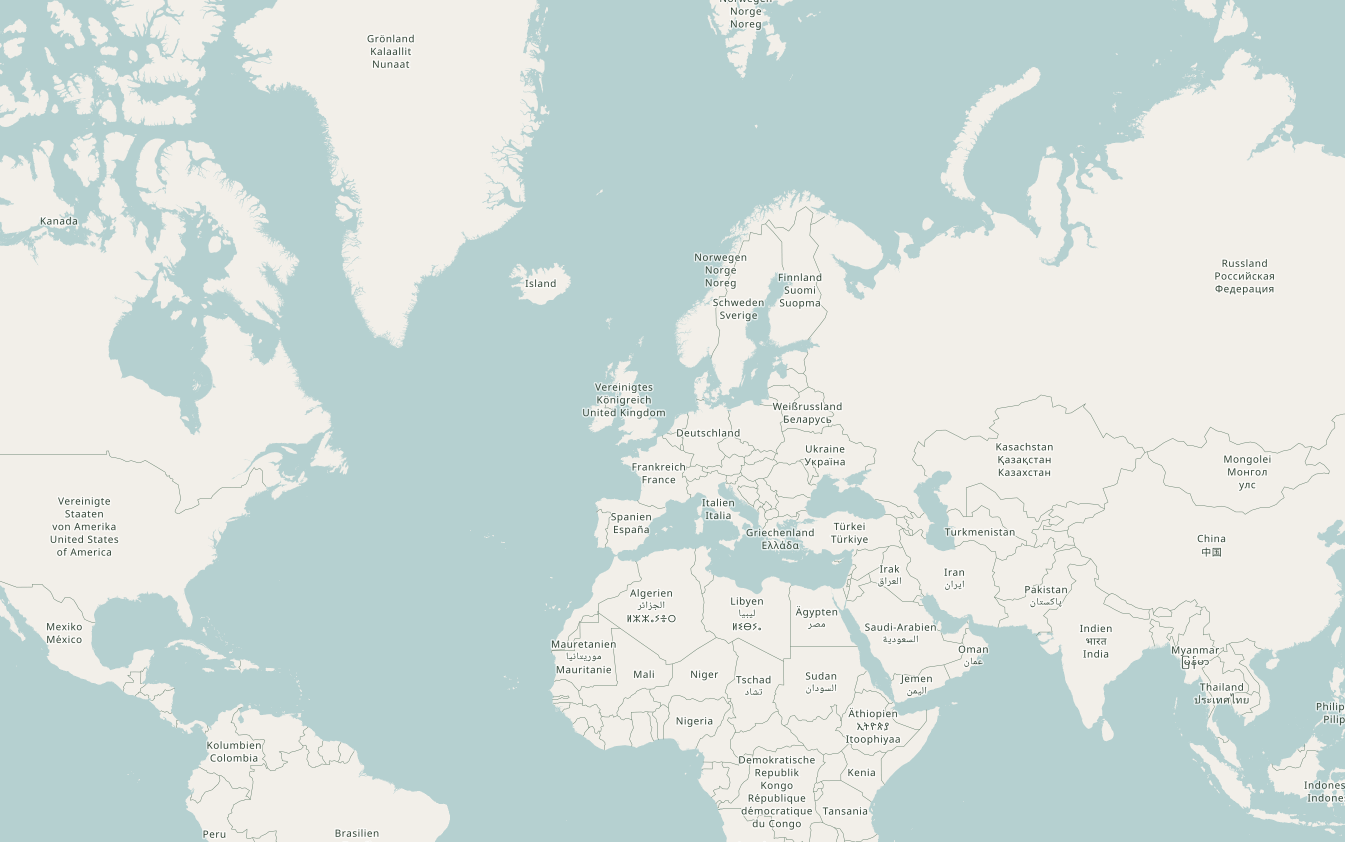 Norwegen
Norge
Noreg
Grönland
Kalaallit
Nunaat
Kanada
Island
Norwegen
Norge
Noreg
Finnland
Suomi
Suopma
Schweden
Sverige
Russland
Российская
Федерация
Vereinigtes
Königreich
United Kingdom
Weißrussland
Беларусь
Deutschland
Ukraine
Україна
Frankreich
France
Kasachstan
Қазақстан
Казахстан
Mongolei
Монгол
улс
Vereinigte
Staaten
von Amerika
United States
of America
Italien
Italia
Spanien
España
Griechenland
Ελλάδα
Türkei
Türkiye
Turkmenistan
China
中国
Irak
العراق
Iran
ایران
Pakistan
پاکستان
Algerien
الجزائر
ⵍⵣⵣⴰⵢⵔ
Libyen
ليبيا
ⵍⵉⴱⵢⴰ
Ägypten
مصر
Saudi-Arabien
السعودية
Oman
عمان
Indien
भारत
India
Mexiko
México
Mauretanien
موريتانيا
Mauritanie
Mali
Niger
Tschad
تشاد
Sudan
السودان
Jemen
اليمن
Myanmar
Thailand
ประเทศไทย
Nigeria
Äthiopien
ኢትዮጵያ
Itoophiyaa
Philip
Pilip
Kolumbien
Colombia
Demokratische
Republik
Kongo
République
démocratique
du Congo
Kenia
Tansania
Indones
Indone
Peru
Brasilien